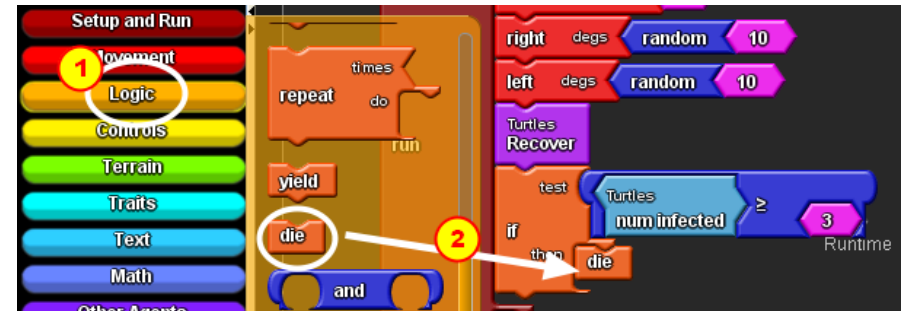 Setup and Run
Movement
1
Logic
Controls
Terrain
Traits
Text
Math
Other Agents
times
repeat
do
run
yield
die
and
right degs random 10
left degs random 10
Turtles
Recover
test
Turtles
num infected ≥ 3
if
Runtime
2
then
die